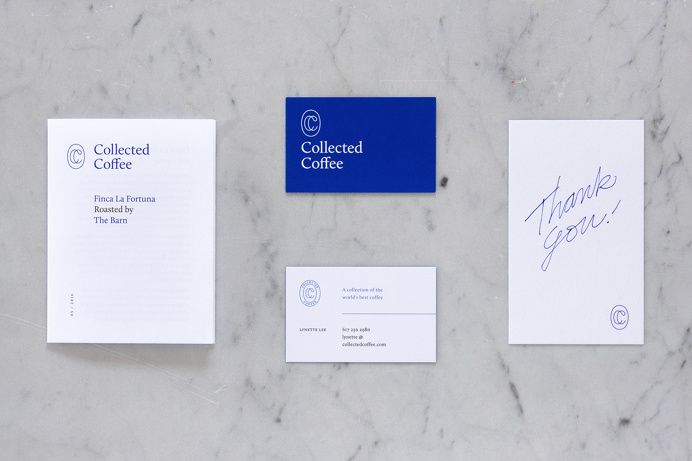 Collected
Coffee
Finca La Fortuna
Roasted by
The Barn
Collected
Coffee
A collection of the
world's best coffee
LYNETTE LEE
617 230 2980
lynette @
collectedcoffee.com
Thank
you!